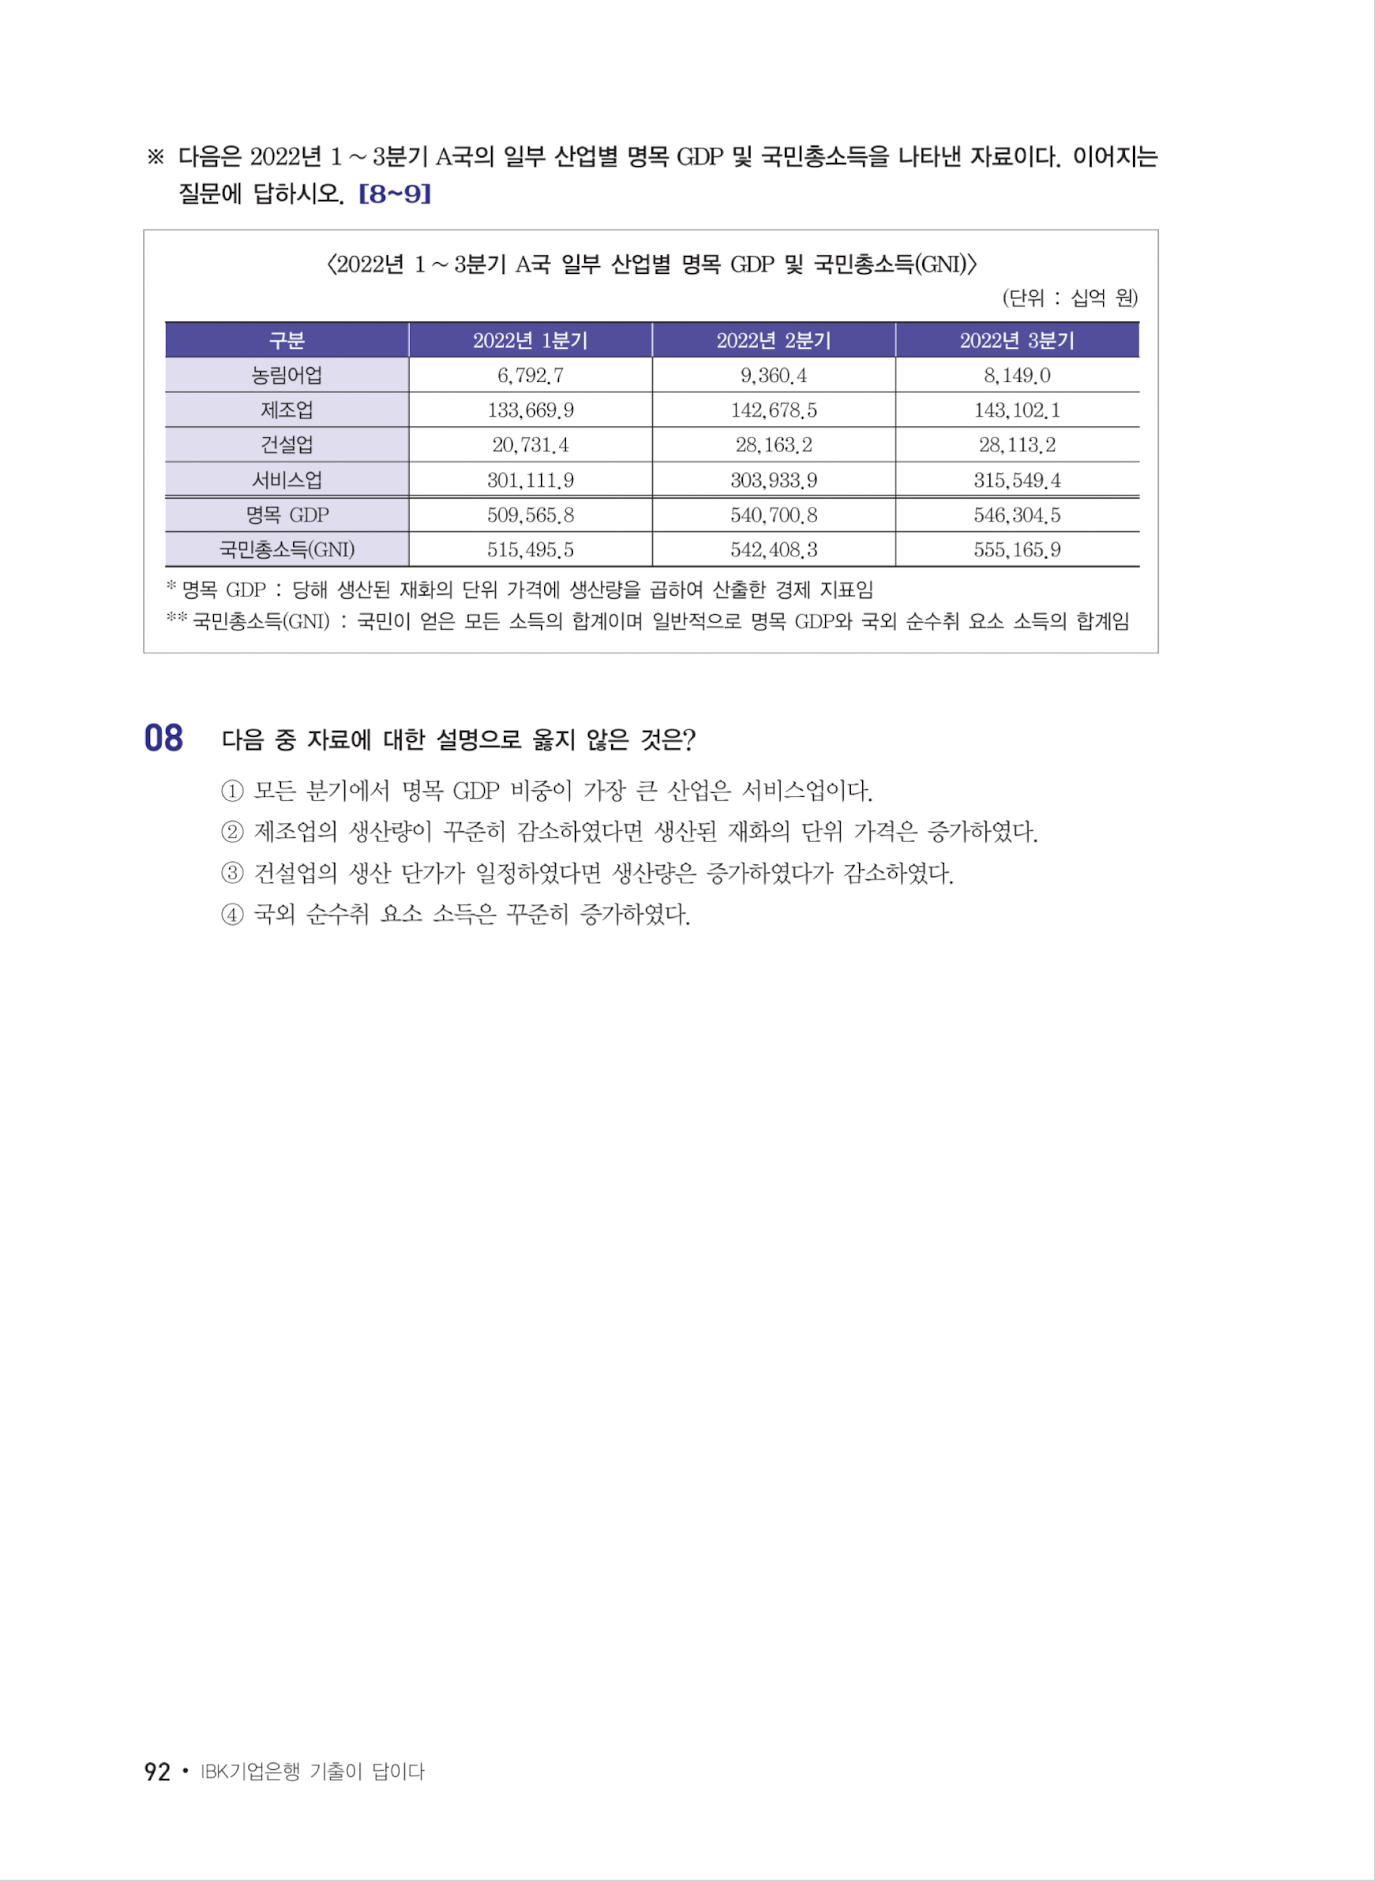 ※ 다음은 2022년 1 ~ 3분기 A국의 일부 산업별 명목 GDP 및 국민총소득을 나타낸 자료이다. 이어지는
질문에 답하시오. [8~9]
〈2022년 1 ~ 3분기 A국 일부 산업별 명목 GDP 및 국민총소득(GNI)〉
(단위 : 십억 원)
구분 2022년 1분기 2022년 2분기 2022년 3분기
농림어업 6,792.7 9,360.4 8,149.0
제조업 133,669.9 142,678.5 143,102.1
건설업 20,731.4 28,163.2 28,113.2
서비스업 301,111.9 303,933.9 315,549.4
명목 GDP 509,565.8 540,700.8 546,304.5
국민총소득(GNI) 515,495.5 542,408.3 555,165.9
* 명목 GDP : 당해 생산된 재화의 단위 가격에 생산량을 곱하여 산출한 경제 지표임
** 국민총소득(GNI) : 국민이 얻은 모든 소득의 합계이며 일반적으로 명목 GDP와 국외 순수취 요소 소득의 합계임
08 다음 중 자료에 대한 설명으로 옳지 않은 것은?
① 모든 분기에서 명목 GDP 비중이 가장 큰 산업은 서비스업이다.
② 제조업의 생산량이 꾸준히 감소하였다면 생산된 재화의 단위 가격은 증가하였다.
③ 건설업의 생산 단가가 일정하였다면 생산량은 증가하였다가 감소하였다.
④ 국외 순수취 요소 소득은 꾸준히 증가하였다.
92 • IBK기업은행 기출이 답이다